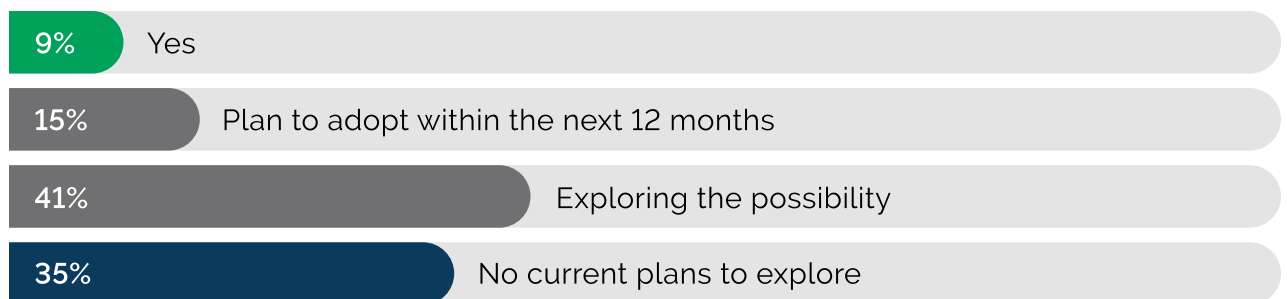 9% Yes
15% Plan to adopt within the next 12 months
41% Exploring the possibility
35% No current plans to explore